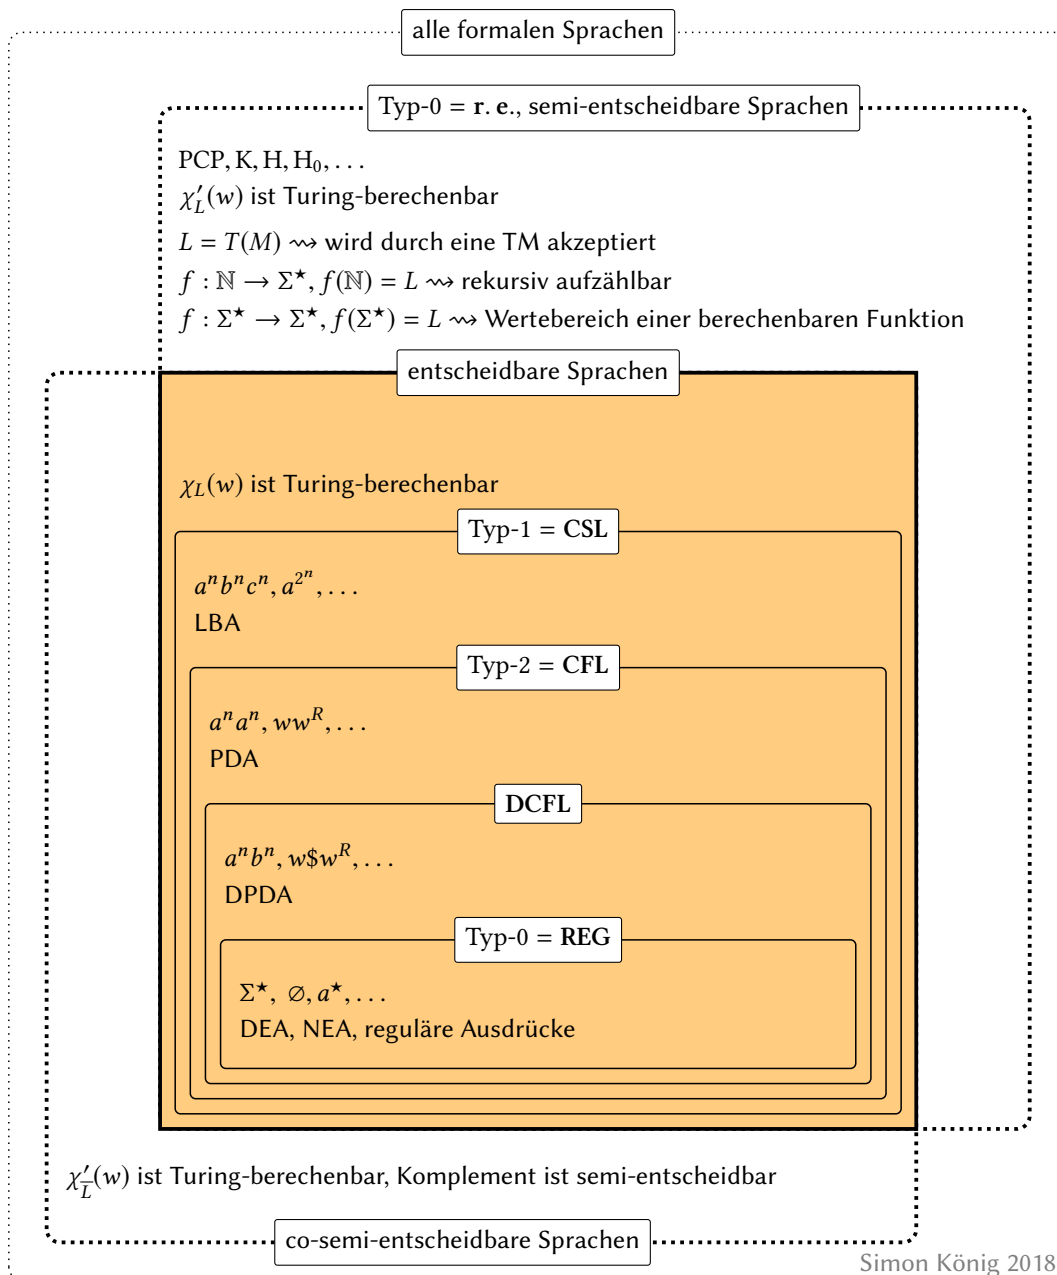 alle formalen Sprachen
Typ-0 = r. e., semi-entscheidbare Sprachen
PCP, K, H, H₀, . . .
χ′_L(w) ist Turing-berechenbar
L = T(M) ⇝ wird durch eine TM akzeptiert
f : ℕ → Σ⋆, f(ℕ) = L ⇝ rekursiv aufzählbar
f : Σ⋆ → Σ⋆, f(Σ⋆) = L ⇝ Wertebereich einer berechenbaren Funktion
entscheidbare Sprachen
χ_L(w) ist Turing-berechenbar
Typ-1 = CSL
aⁿbⁿcⁿ, a^{2^n}, . . .
LBA
Typ-2 = CFL
aⁿaⁿ, ww^R, . . .
PDA
DCFL
aⁿbⁿ, w$w^R, . . .
DPDA
Typ-0 = REG
Σ⋆, ∅, a⋆, . . .
DEA, NEA, reguläre Ausdrücke
χ′_L̅(w) ist Turing-berechenbar, Komplement ist semi-entscheidbar
co-semi-entscheidbare Sprachen
Simon König 2018